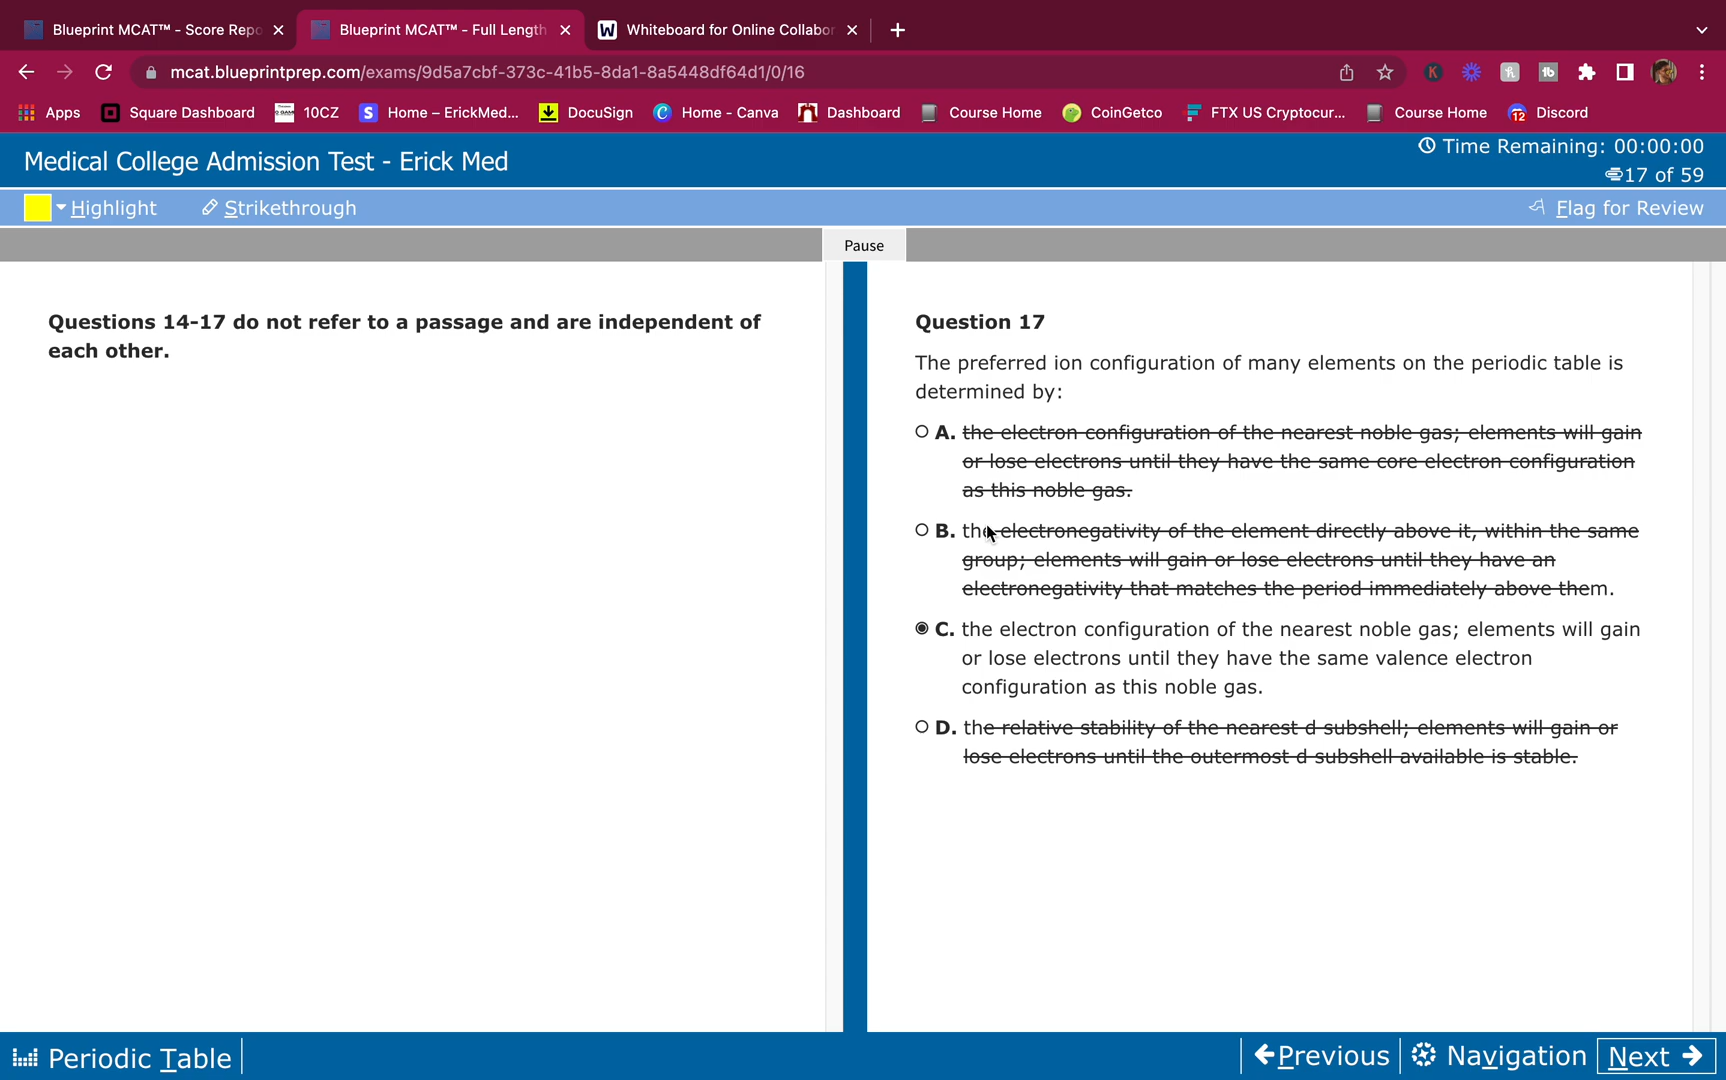 Blueprint MCAT™ - Score Repo
Blueprint MCAT™ - Full Length
W Whiteboard for Online Collabor
mcat.blueprintprep.com/exams/9d5a7cbf-373c-41b5-8da1-8a5448df64d1/0/16
Apps Square Dashboard 10CZ Home – ErickMed... DocuSign Home - Canva Dashboard Course Home CoinGetco FTX US Cryptocur... Course Home 12 Discord
Medical College Admission Test - Erick Med
Time Remaining: 00:00:00
17 of 59
Highlight Strikethrough Flag for Review
Pause
Questions 14-17 do not refer to a passage and are independent of
each other.
Question 17
The preferred ion configuration of many elements on the periodic table is
determined by:
A. the electron configuration of the nearest noble gas; elements will gain
or lose electrons until they have the same core electron configuration
as this noble gas.
B. the electronegativity of the element directly above it, within the same
group; elements will gain or lose electrons until they have an
electronegativity that matches the period immediately above them.
C. the electron configuration of the nearest noble gas; elements will gain
or lose electrons until they have the same valence electron
configuration as this noble gas.
D. the relative stability of the nearest d subshell; elements will gain or
lose electrons until the outermost d subshell available is stable.
Periodic Table Previous Navigation Next